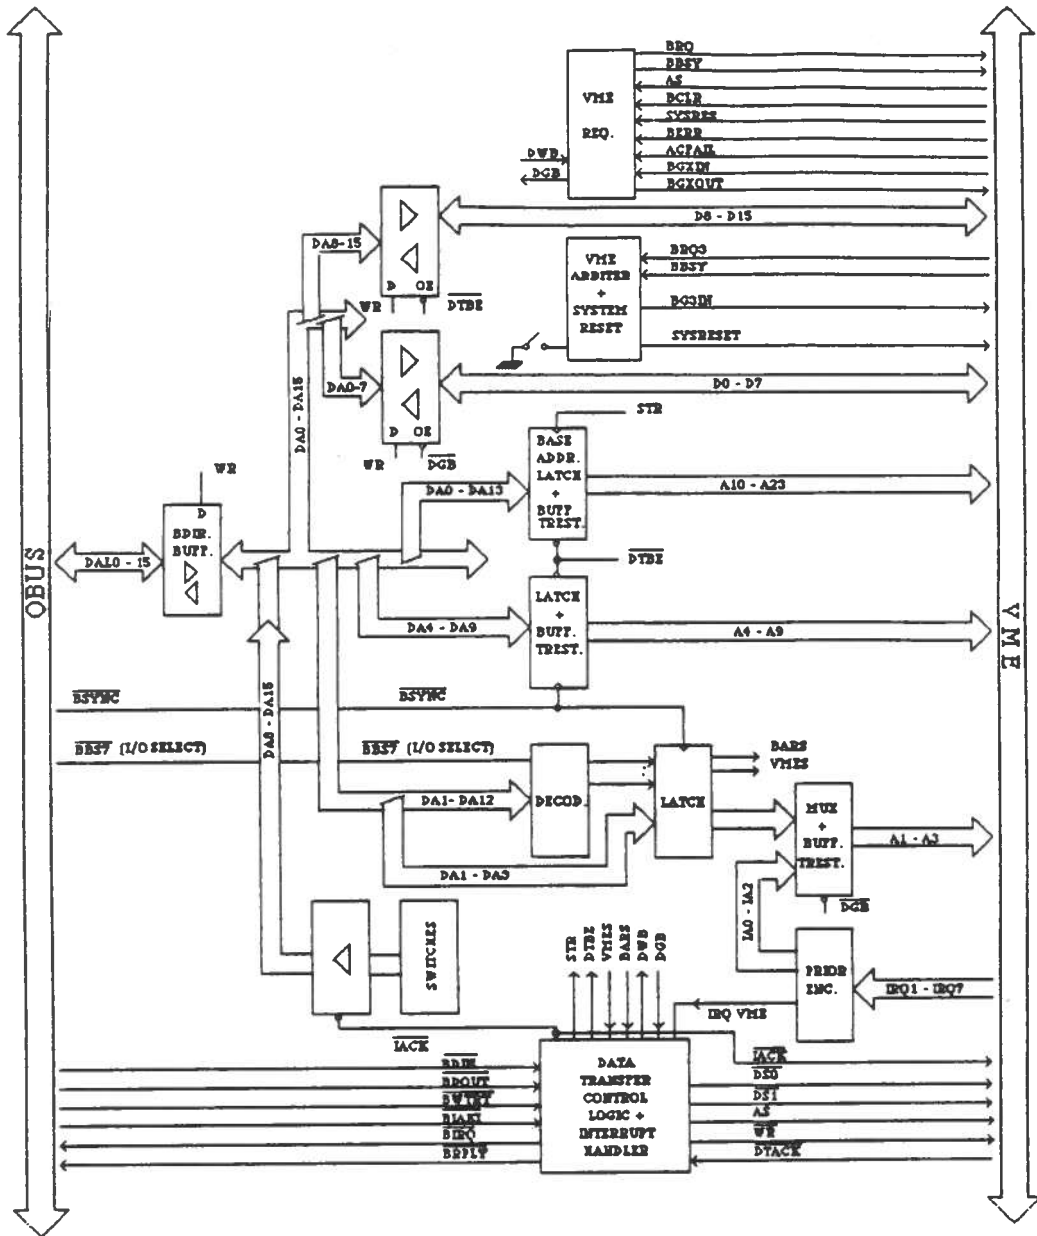 BRQ
BBSY
AS
BCLR
SYSRES
BERR
ACFAIL
BGXIN
BGXOUT
VME
REQ.
DWB
DGB
D8 - D15
DA8-15
D OE
WR
DTBE
VME
ARBITER
+
SYSTEM
RESET
BRQ3
BBSY
BG3IN
SYSRESET
DA0-7
D OE
WR
DGB
D0 - D7
DA0 - DA15
STR
BASE
ADDR.
LATCH
+
BUFF
TREST.
DA0 - DA13
A10 - A23
WR
D
BDIR.
BUFF.
DAL0 - 15
OBUS
DTBE
LATCH
+
BUFF.
TREST.
DA4 - DA9
A4 - A9
VME
BSYNC
BSYNC
DA8 - DA15
BBS7 (I/O SELECT)
BBS7 (I/O SELECT)
BARS
VMES
DECOD.
LATCH
DA1- DA12
DA1 - DA3
MUX
+
BUFF.
TREST.
A1 - A3
DGB
IA0 - IA2
SWITCHES
STR
DTBE
VMES
BARS
DWB
DGB
PRIOR
ENC.
IRQ1 - IRQ7
IRQ VME
IACK
DATA
TRANSFER
CONTROL
LOGIC +
INTERRUPT
HANDLER
BDIN
BDOUT
BWTBT
BIAKI
BIRQ
BRPLY
IACK
DS0
DS1
AS
WR
DTACK